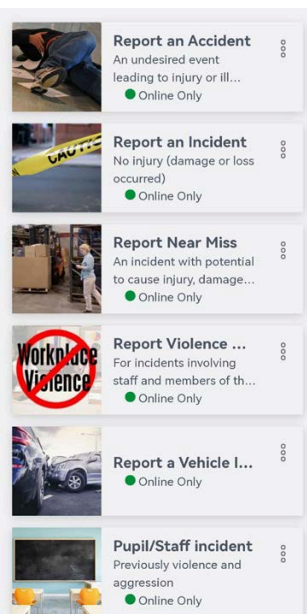 Report an Accident
An undesired event
leading to injury or ill...
Online Only
CAUTIO
Report an Incident
No injury (damage or loss
occurred)
Online Only
Report Near Miss
An incident with potential
to cause injury, damage...
Online Only
Workplace
Violence
Report Violence ...
For incidents involving
staff and members of th...
Online Only
Report a Vehicle I...
Online Only
Pupil/Staff incident
Previously violence and
aggression
Online Only